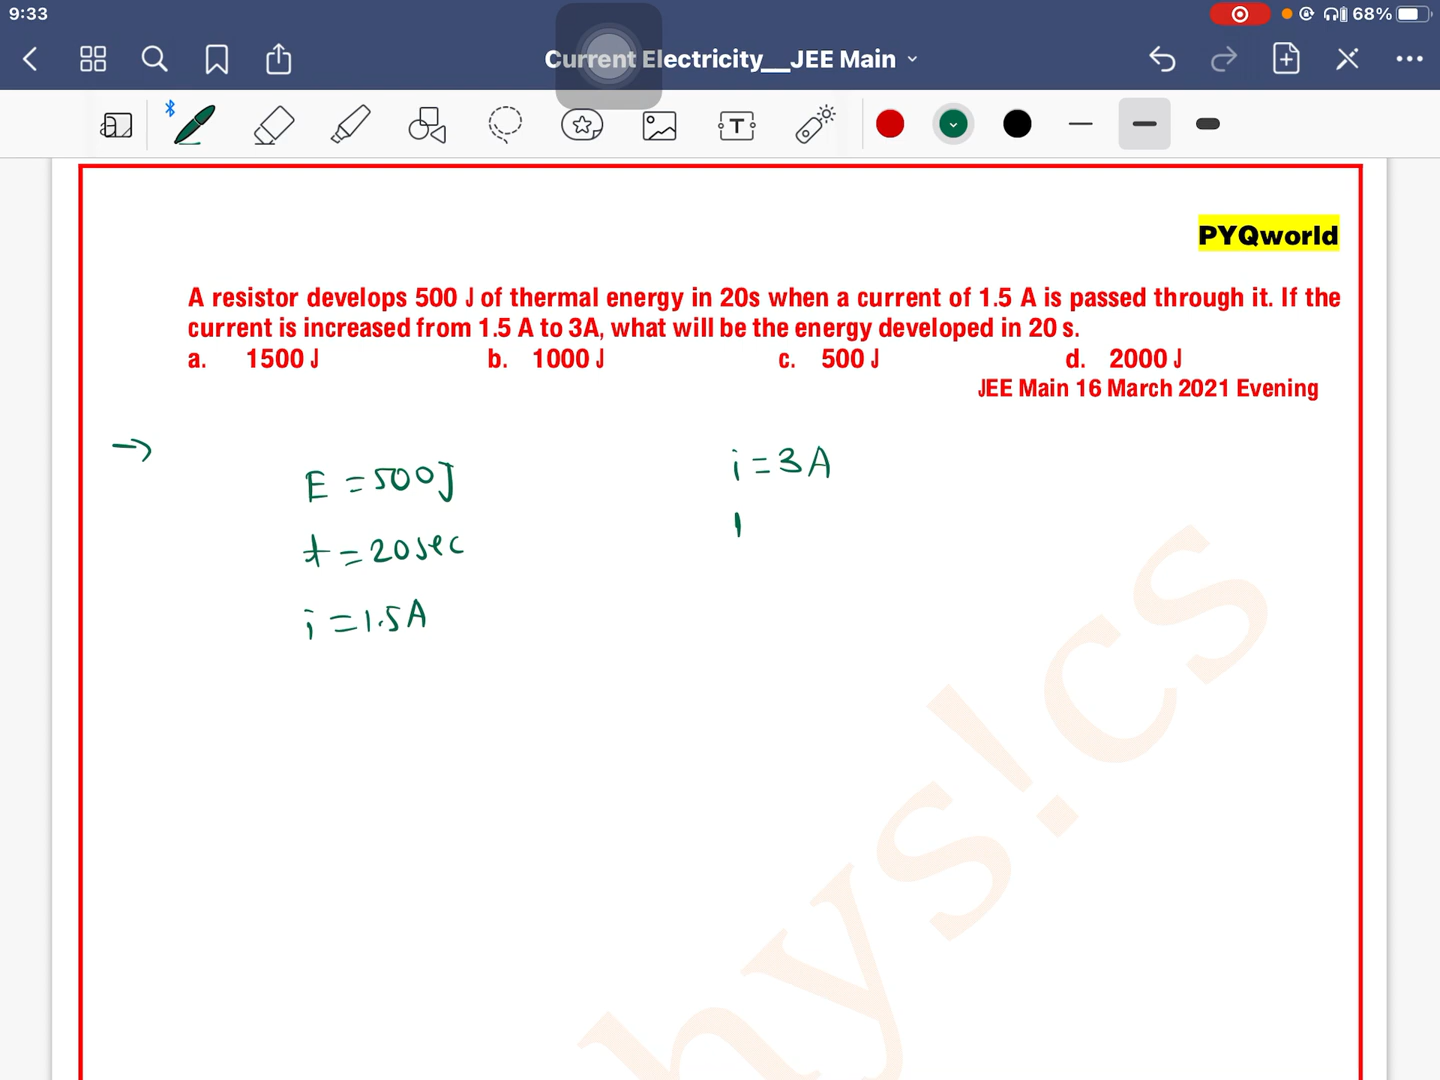 9:33
68%
Current Electricity__JEE Main
T
PYQworld
A resistor develops 500 J of thermal energy in 20s when a current of 1.5 A is passed through it. If the
current is increased from 1.5 A to 3A, what will be the energy developed in 20 s.
a. 1500 J b. 1000 J c. 500 J d. 2000 J
JEE Main 16 March 2021 Evening
→
E = 500J
t = 20sec
i = 1.5A
i = 3A
hys!cs